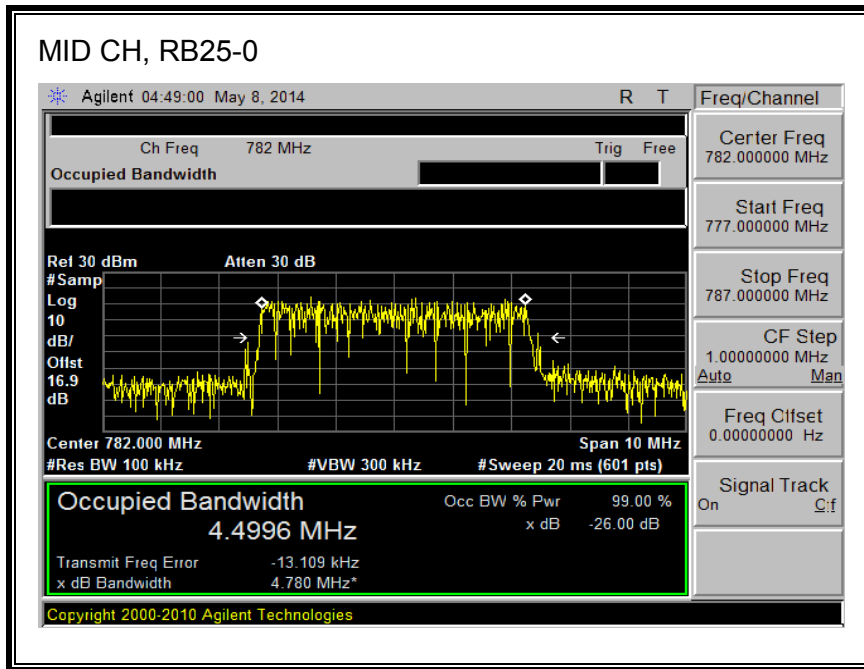 MID CH, RB25-0
Agilent 04:49:00 May 8, 2014 R T
Freq/Channel
Ch Freq 782 MHz Trig Free
Occupied Bandwidth
Center Freq
782.000000 MHz
Start Freq
777.000000 MHz
Stop Freq
787.000000 MHz
CF Step
1.00000000 MHz
Auto Man
Freq Offset
0.00000000 Hz
Signal Track
On Off
Ref 30 dBm Atten 30 dB
#Samp
Log
10
dB/
Offst
16.9
dB
Center 782.000 MHz Span 10 MHz
#Res BW 100 kHz #VBW 300 kHz #Sweep 20 ms (601 pts)
Occupied Bandwidth Occ BW % Pwr 99.00 %
4.4996 MHz x dB -26.00 dB
Transmit Freq Error -13.109 kHz
x dB Bandwidth 4.780 MHz*
Copyright 2000-2010 Agilent Technologies